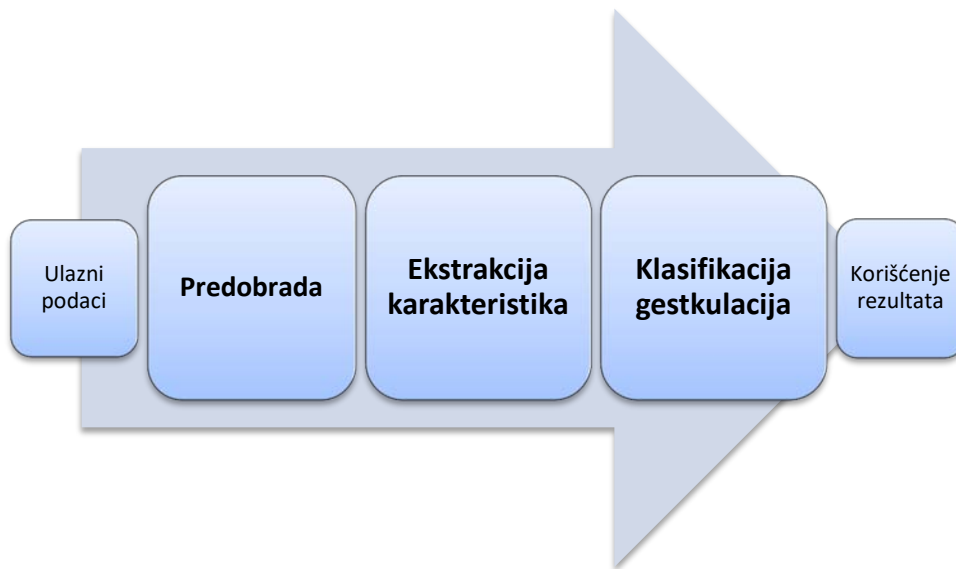 Ulazni
podaci
Predobrada
Ekstrakcija
karakteristika
Klasifikacija
gestkulacija
Korišćenje
rezultata